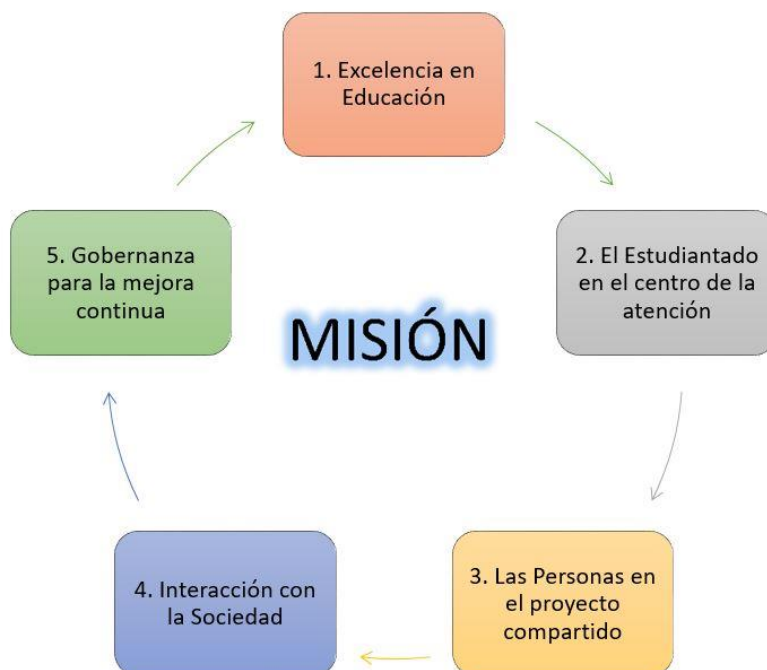 1. Excelencia en
Educación
2. El Estudiantado
en el centro de la
atención
3. Las Personas en
el proyecto
compartido
4. Interacción con
la Sociedad
5. Gobernanza
para la mejora
continua
MISIÓN